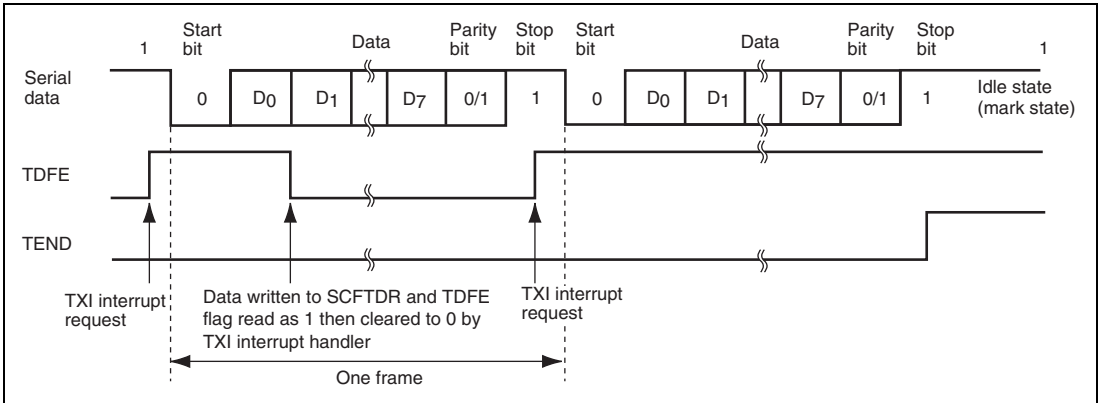 1
Start bit
Data
Parity bit
Stop bit
Start bit
Data
Parity bit
Stop bit
1
Serial data
0
D0
D1
D7
0/1
1
0
D0
D1
D7
0/1
1
Idle state
(mark state)
TDFE
TEND
TXI interrupt
request
Data written to SCFTDR and TDFE
flag read as 1 then cleared to 0 by
TXI interrupt handler
TXI interrupt
request
One frame